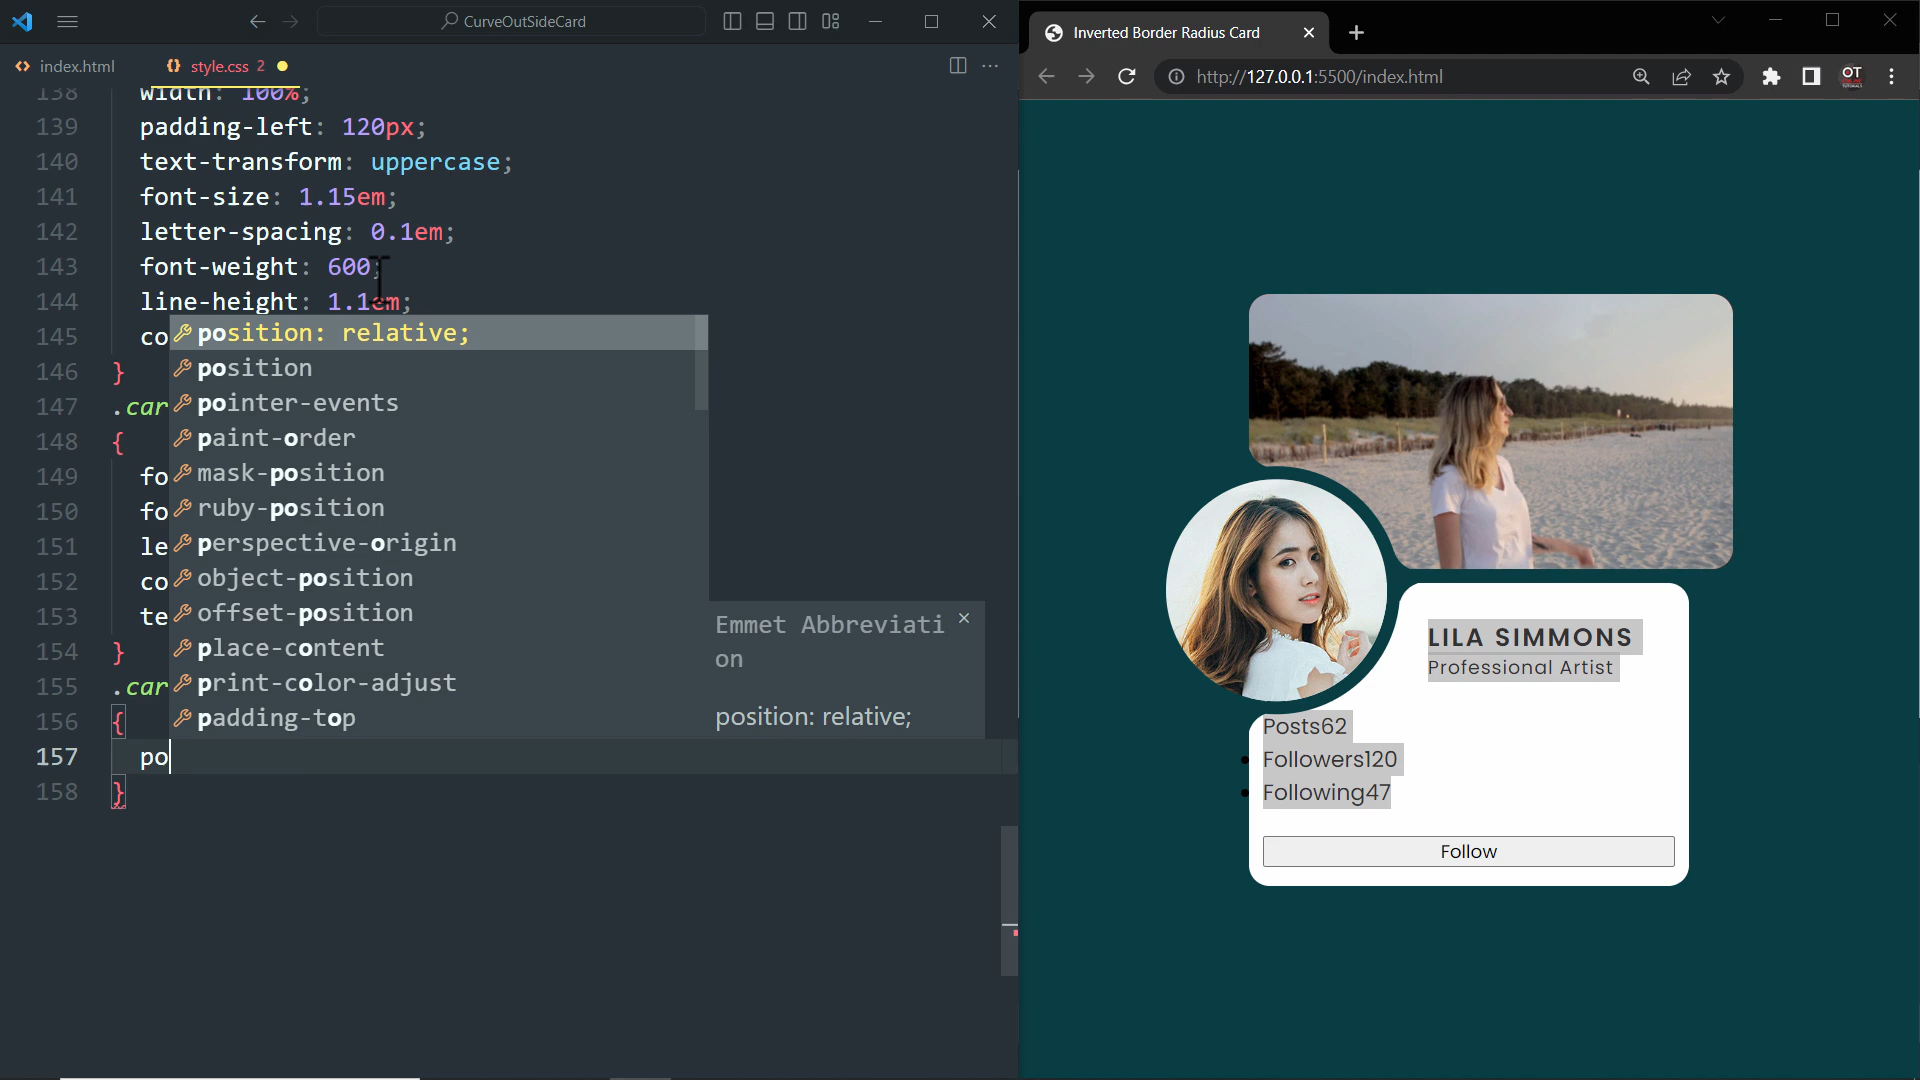 CurveOutSideCard
index.html
style.css 2
138 width: 100%;
139 padding-left: 120px;
140 text-transform: uppercase;
141 font-size: 1.15em;
142 letter-spacing: 0.1em;
143 font-weight: 600;
144 line-height: 1.1em;
145 co
146 }
147 .car
148 {
149 fo
150 fo
151 le
152 co
153 te
154 }
155 .car
156 {
157 po
158 }
position: relative;
position
pointer-events
paint-order
mask-position
ruby-position
perspective-origin
object-position
offset-position
place-content
print-color-adjust
padding-top
Emmet Abbreviati
on
position: relative;
Inverted Border Radius Card
http://127.0.0.1:5500/index.html
OT
LILA SIMMONS
Professional Artist
Posts62
Followers120
Following47
Follow